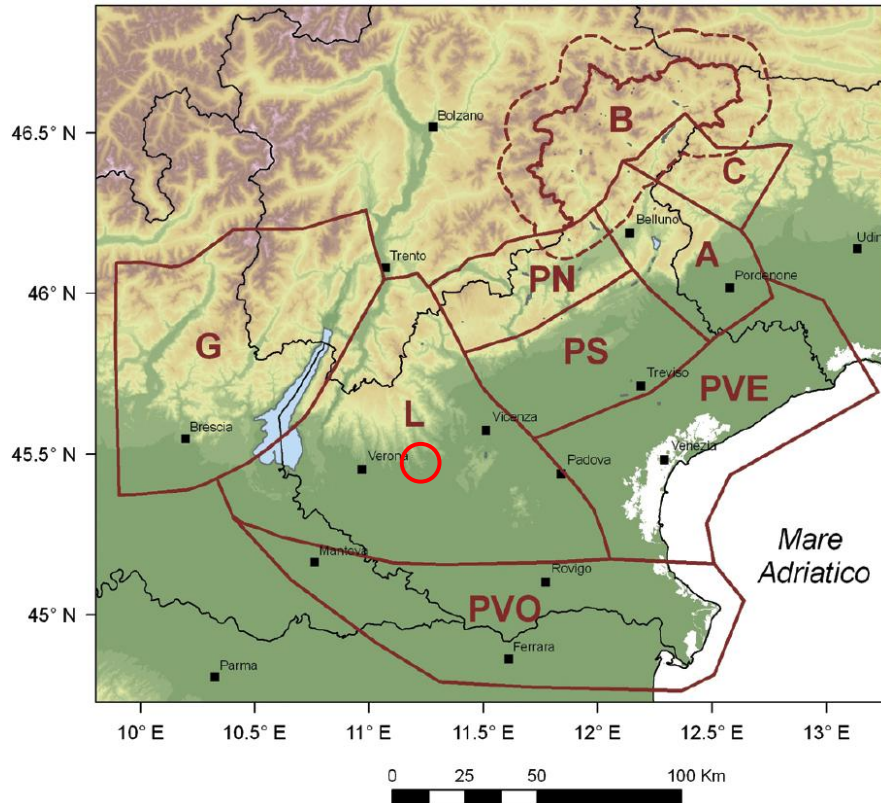 46.5° N
46° N
45.5° N
45° N
Bolzano
B
C
Belluno
Udin
Trento
A
PN
Pordenone
G
PS
Treviso
PVE
L
Brescia
Vicenza
Verona
Venezia
Padova
Mare
Adriatico
Mantova
Rovigo
PVO
Ferrara
Parma
10° E
10.5° E
11° E
11.5° E
12° E
12.5° E
13° E
0
25
50
100 Km